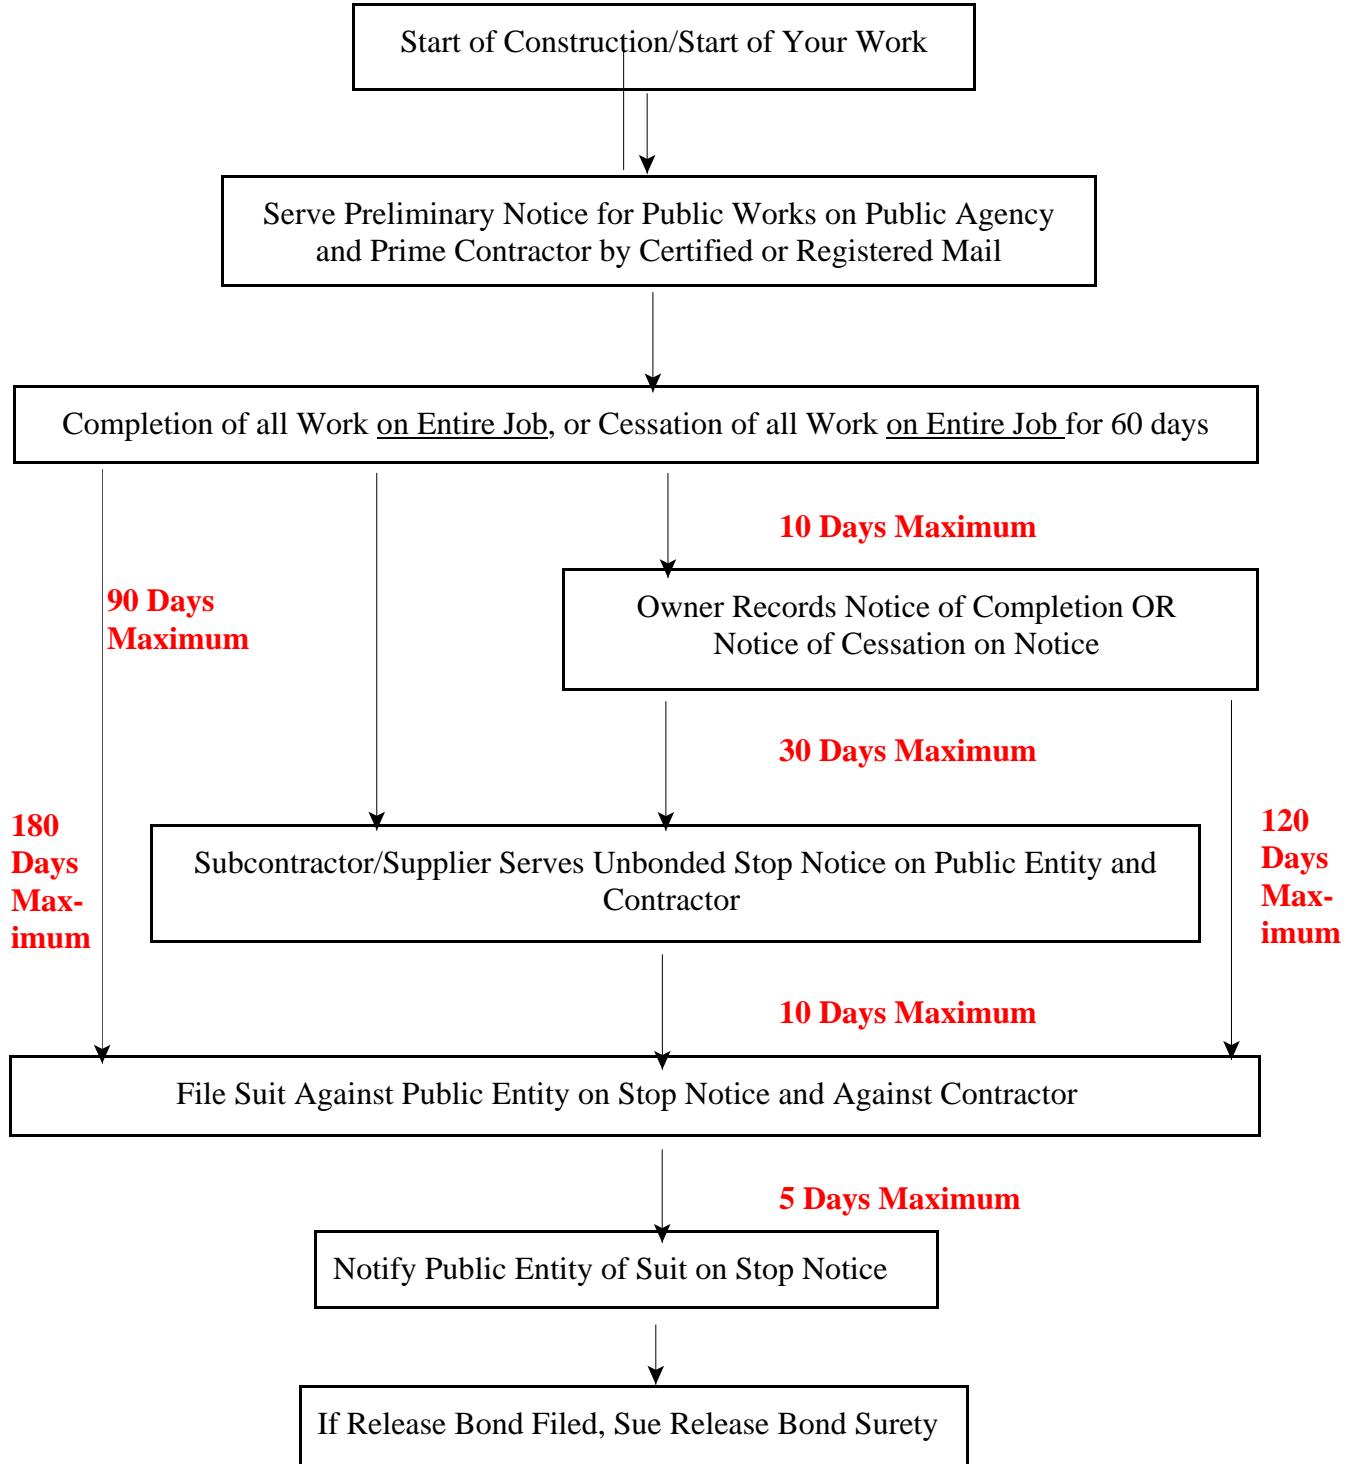 Start of Construction/Start of Your Work
Serve Preliminary Notice for Public Works on Public Agency
and Prime Contractor by Certified or Registered Mail
Completion of all Work on Entire Job, or Cessation of all Work on Entire Job for 60 days
10 Days Maximum
90 Days
Maximum
Owner Records Notice of Completion OR
Notice of Cessation on Notice
30 Days Maximum
180
Days
Max-
imum
120
Days
Max-
imum
Subcontractor/Supplier Serves Unbonded Stop Notice on Public Entity and
Contractor
10 Days Maximum
File Suit Against Public Entity on Stop Notice and Against Contractor
5 Days Maximum
Notify Public Entity of Suit on Stop Notice
If Release Bond Filed, Sue Release Bond Surety